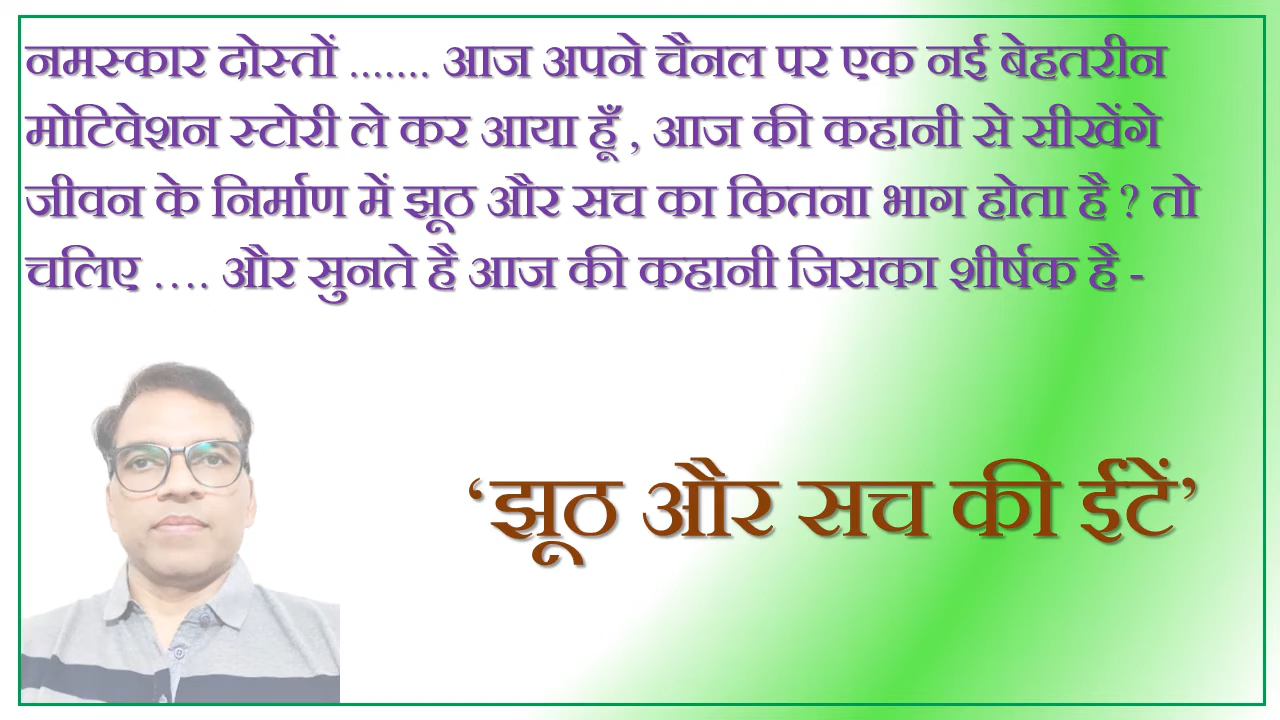 नमस्कार दोस्तों ....... आज अपने चैनल पर एक नई बेहतरीन
मोटिवेशन स्टोरी ले कर आया हूँ , आज की कहानी से सीखेंगे
जीवन के निर्माण में झूठ और सच का कितना भाग होता है ? तो
चलिए .... और सुनते है आज की कहानी जिसका शीर्षक है -
‘झूठ और सच की ईटें’